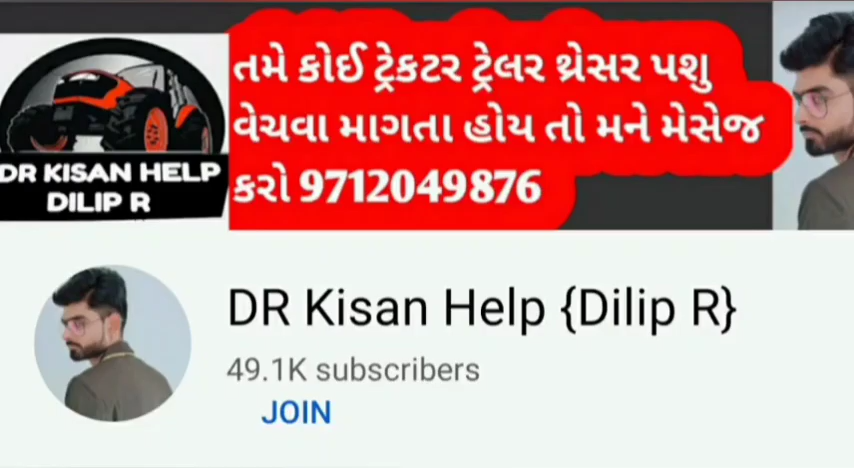 તમે કોઈ ટ્રેકટર ટ્રેલર થ્રેસર પશુ
વેચવા માગતા હોય તો મને મેસેજ
કરો 9712049876
DR KISAN HELP
DILIP R
DR Kisan Help {Dilip R}
49.1K subscribers
JOIN